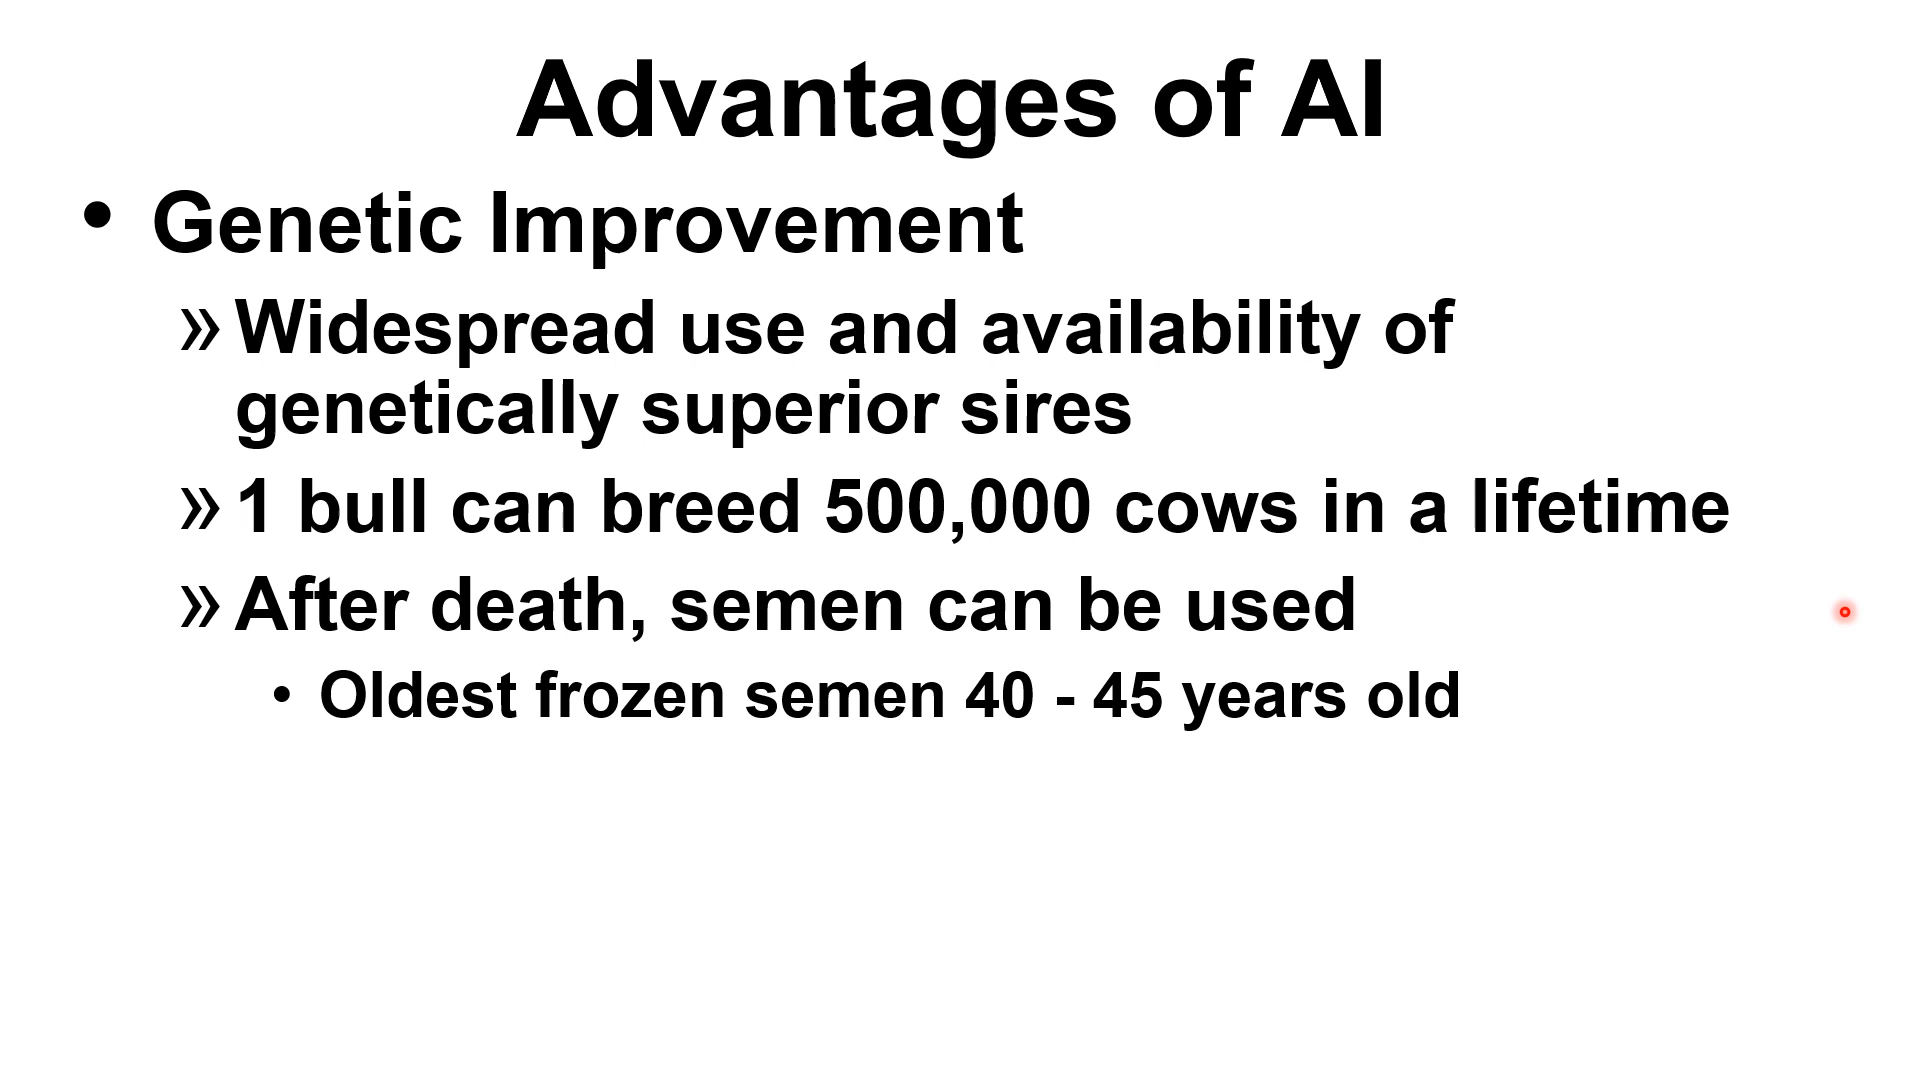 Advantages of AI
• Genetic Improvement
» Widespread use and availability of
genetically superior sires
» 1 bull can breed 500,000 cows in a lifetime
» After death, semen can be used
• Oldest frozen semen 40 - 45 years old